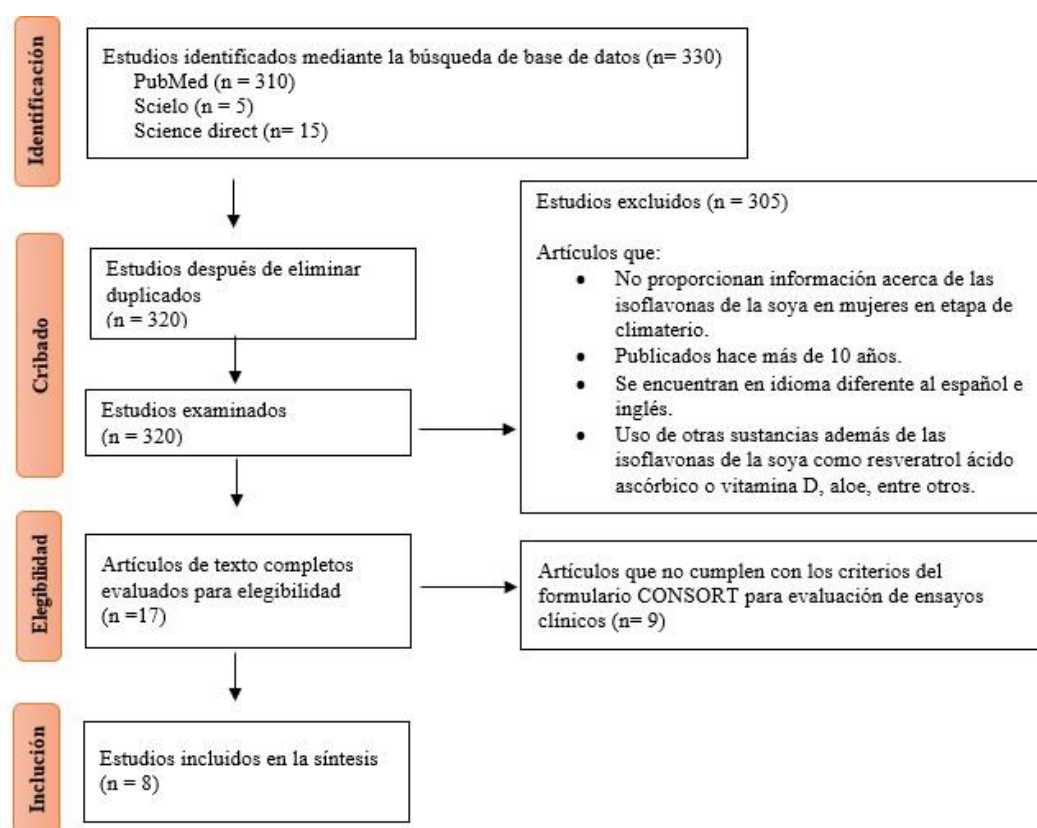 Identificación
Estudios identificados mediante la búsqueda de base de datos (n= 330)
PubMed (n = 310)
Scielo (n = 5)
Science direct (n= 15)
Cribado
Estudios después de eliminar
duplicados
(n = 320)
Estudios examinados
(n = 320)
Estudios excluidos (n = 305)
Artículos que:
• No proporcionan información acerca de las
isoflavonas de la soya en mujeres en etapa de
climaterio.
• Publicados hace más de 10 años.
• Se encuentran en idioma diferente al español e
inglés.
• Uso de otras sustancias además de las
isoflavonas de la soya como resveratrol ácido
ascórbico o vitamina D, aloe, entre otros.
Elegibilidad
Artículos de texto completos
evaluados para elegibilidad
(n =17)
Artículos que no cumplen con los criterios del
formulario CONSORT para evaluación de ensayos
clínicos (n= 9)
Inclución
Estudios incluidos en la síntesis
(n = 8)